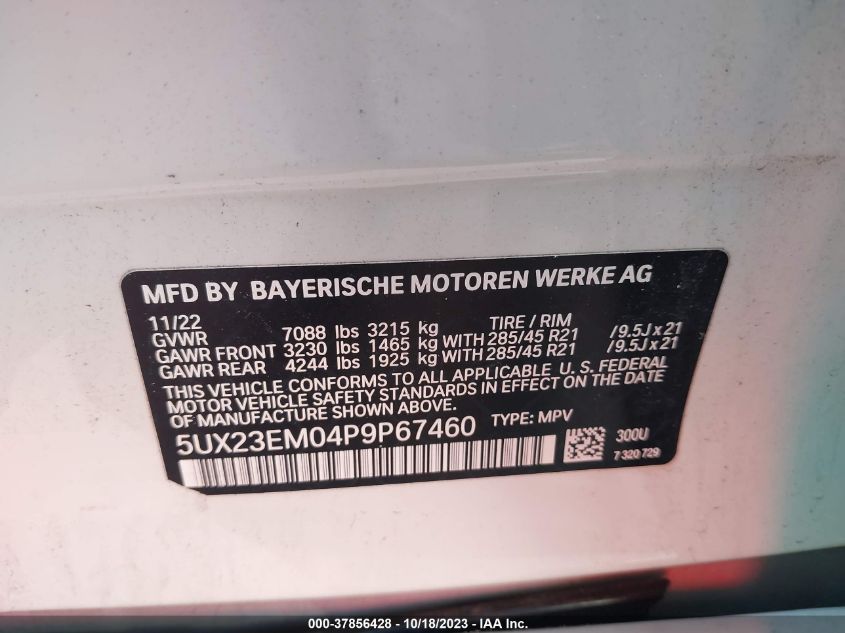 MFD BY BAYERISCHE MOTOREN WERKE AG
11/22
GVWR 7088 lbs 3215 kg TIRE / RIM
GAWR FRONT 3230 lbs 1465 kg WITH 285/45 R21 /9.5J x 21
GAWR REAR 4244 lbs 1925 kg WITH 285/45 R21 /9.5J x 21
THIS VEHICLE CONFORMS TO ALL APPLICABLE U. S. FEDERAL
MOTOR VEHICLE SAFETY STANDARDS IN EFFECT ON THE DATE
OF MANUFACTURE SHOWN ABOVE.
5UX23EM04P9P67460 TYPE: MPV
300U
7 320 729
000-37856428 - 10/18/2023 - IAA Inc.